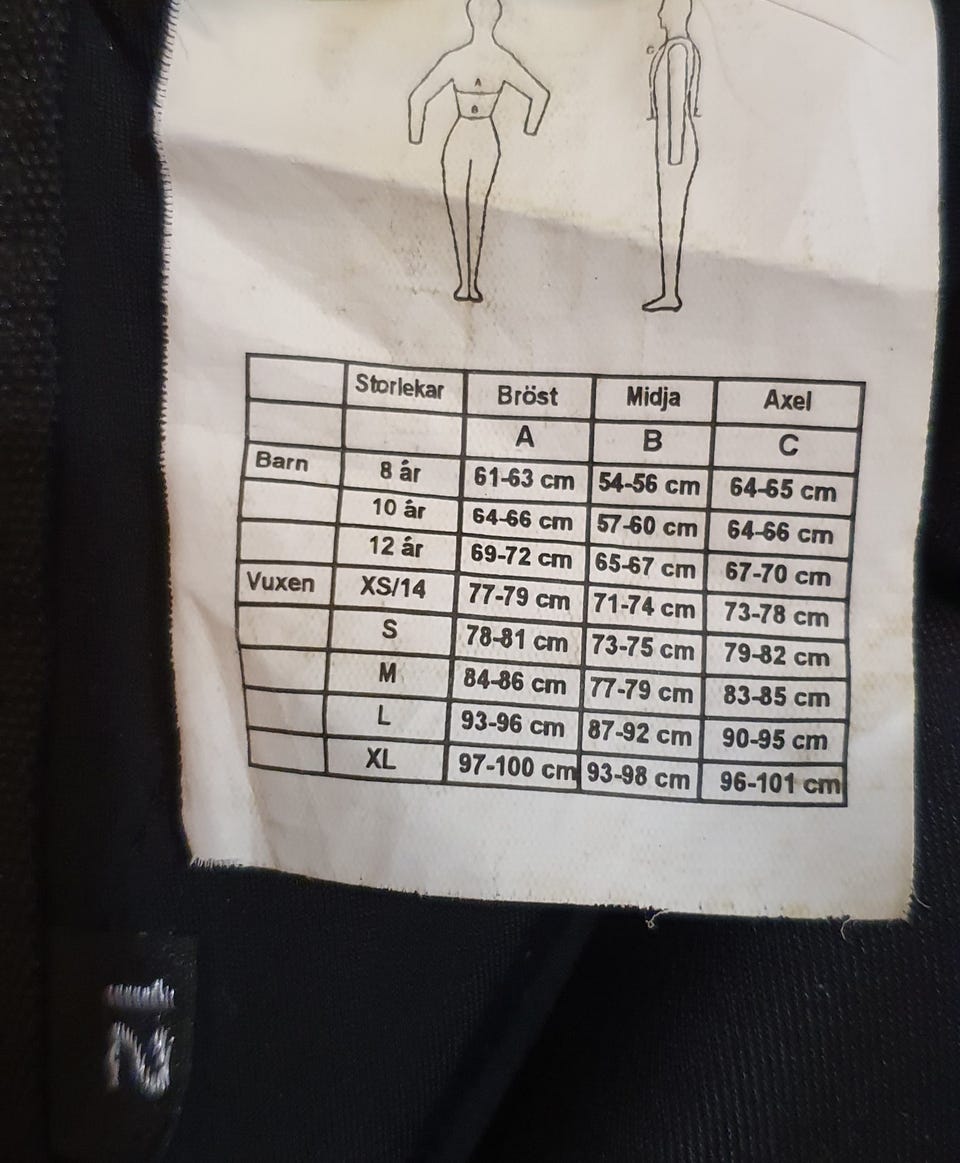 A
B
C
Storlekar Bröst Midja Axel
A B C
Barn 8 år 61-63 cm 54-56 cm 64-65 cm
10 år 64-66 cm 57-60 cm 64-66 cm
12 år 69-72 cm 65-67 cm 67-70 cm
Vuxen XS/14 77-79 cm 71-74 cm 73-78 cm
S 78-81 cm 73-75 cm 79-82 cm
M 84-86 cm 77-79 cm 83-85 cm
L 93-96 cm 87-92 cm 90-95 cm
XL 97-100 cm 93-98 cm 96-101 cm
12